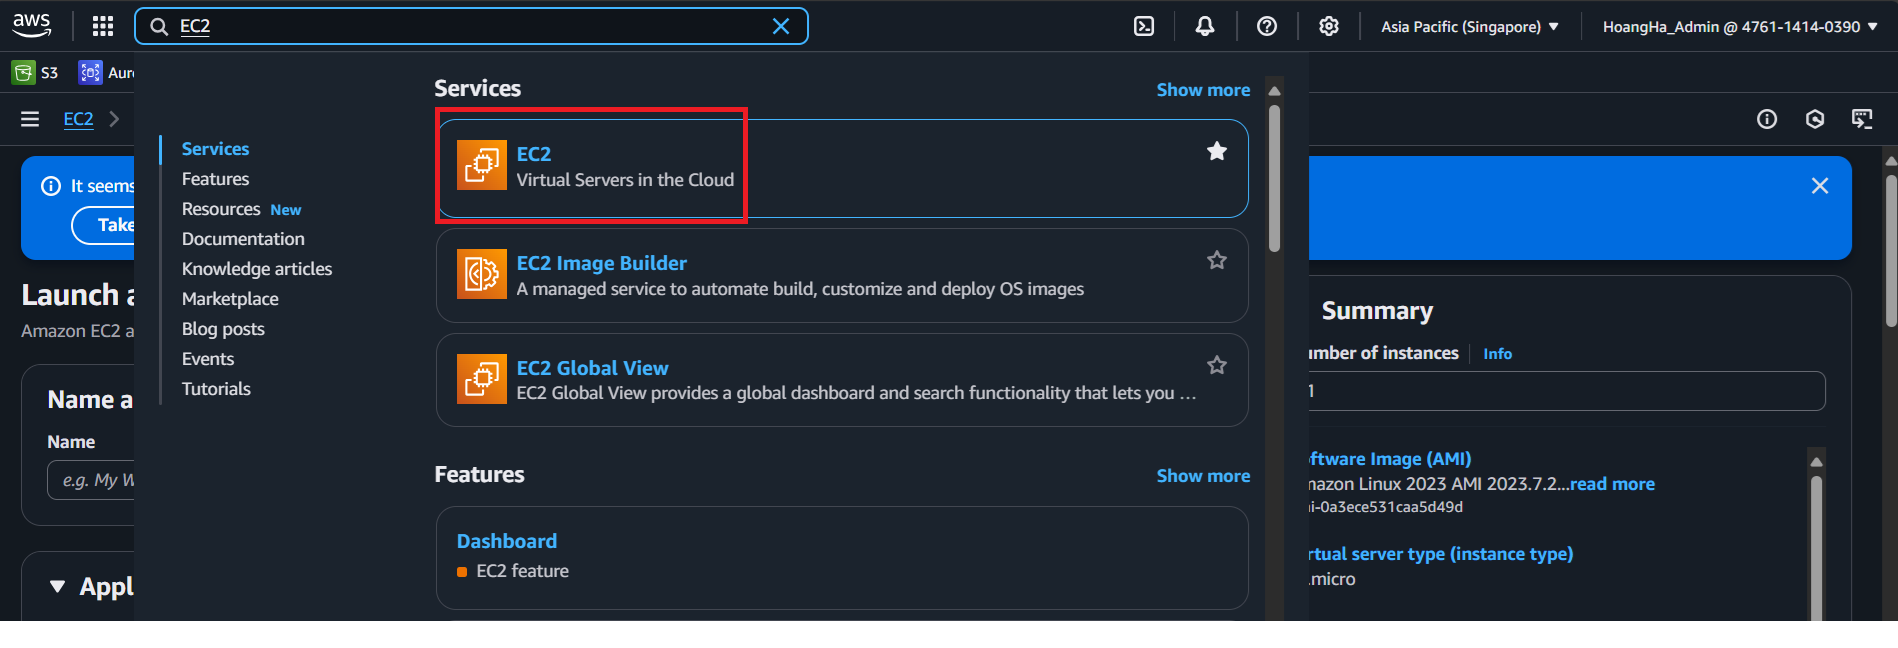 aws
EC2
Asia Pacific (Singapore)
HoangHa_Admin @ 4761-1414-0390
S3
Auro
EC2
It seems
Take
Launch a
Amazon EC2 a
Name a
Name
e.g. My W
Appl
Services
Features
Resources New
Documentation
Knowledge articles
Marketplace
Blog posts
Events
Tutorials
Services
Show more
EC2
Virtual Servers in the Cloud
EC2 Image Builder
A managed service to automate build, customize and deploy OS images
EC2 Global View
EC2 Global View provides a global dashboard and search functionality that lets you ...
Features
Show more
Dashboard
EC2 feature
Summary
umber of instances
Info
1
ftware Image (AMI)
nazon Linux 2023 AMI 2023.7.2...read more
i-0a3ece531caa5d49d
rtual server type (instance type)
.micro